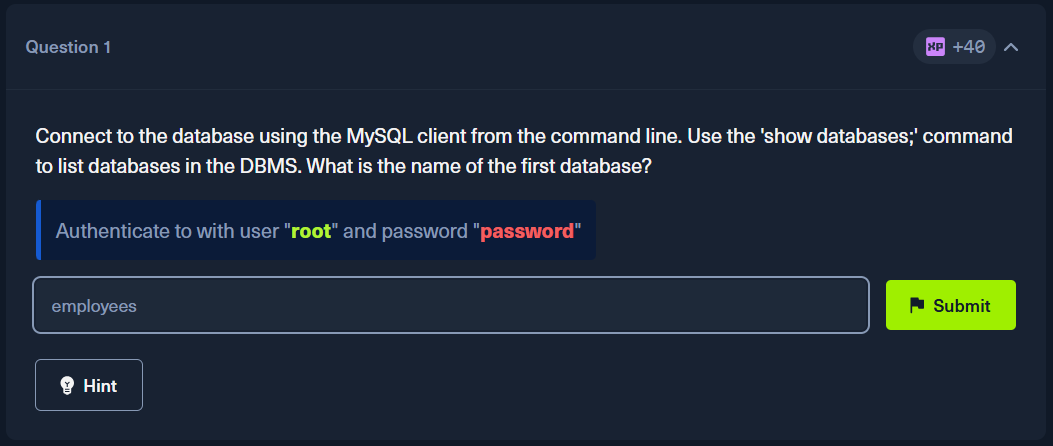 Question 1
XP +40
Connect to the database using the MySQL client from the command line. Use the 'show databases;' command
to list databases in the DBMS. What is the name of the first database?
Authenticate to with user "root" and password "password"
employees
Submit
Hint